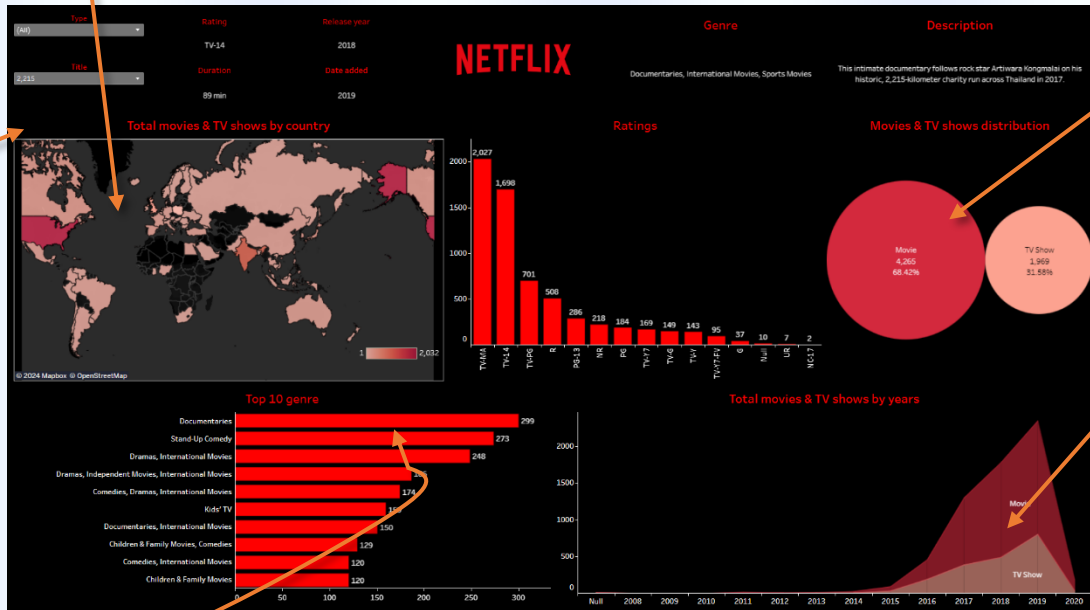 Type
(All)
Rating
Release year
TV-14
2018
Title
2,215
Duration
Date added
89 min
2019
NETFLIX
Genre
Documentaries, International Movies, Sports Movies
Description
This intimate documentary follows rock star Artiwara Kongmalai on his
historic, 2,215-kilometer charity run across Thailand in 2017.
Total movies & TV shows by country
1
2,032
© 2024 Mapbox © OpenStreetMap
Ratings
2000
1500
1000
500
0
2,027
1,698
701
508
286
218
184
169
149
143
95
37
10
7
2
TV-MA
TV-14
TV-PG
R
PG-13
NR
PG
TV-Y7
TV-G
TV-Y
TV-Y7-FV
G
Null
UR
NC-17
Movies & TV shows distribution
Movie
4,265
68.42%
TV Show
1,969
31.58%
Top 10 genre
Documentaries
299
Stand-Up Comedy
273
Dramas, International Movies
248
Dramas, Independent Movies, International Movies
Comedies, Dramas, International Movies
174
Kids' TV
Documentaries, International Movies
150
Children & Family Movies, Comedies
129
Comedies, International Movies
120
Children & Family Movies
120
0
50
100
150
200
250
300
Total movies & TV shows by years
2000
1500
1000
500
0
Movie
TV Show
Null
2008
2009
2010
2011
2012
2013
2014
2015
2016
2017
2018
2019
2020